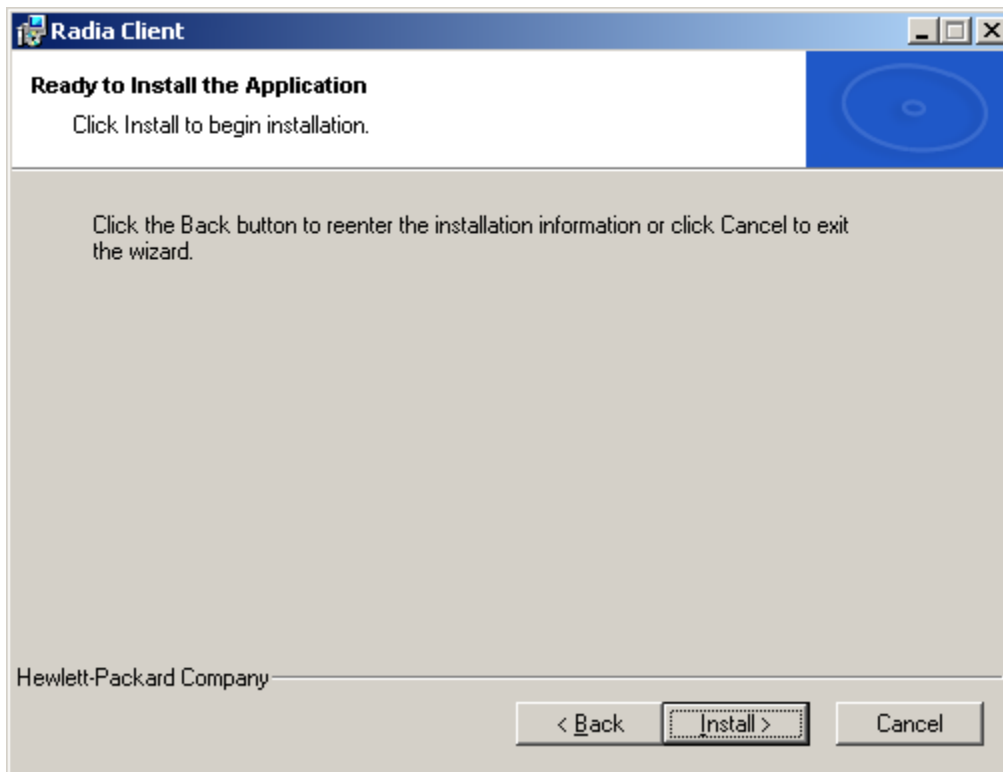 Radia Client
Ready to Install the Application
Click Install to begin installation.
Click the Back button to reenter the installation information or click Cancel to exit
the wizard.
Hewlett-Packard Company
< Back
Install >
Cancel